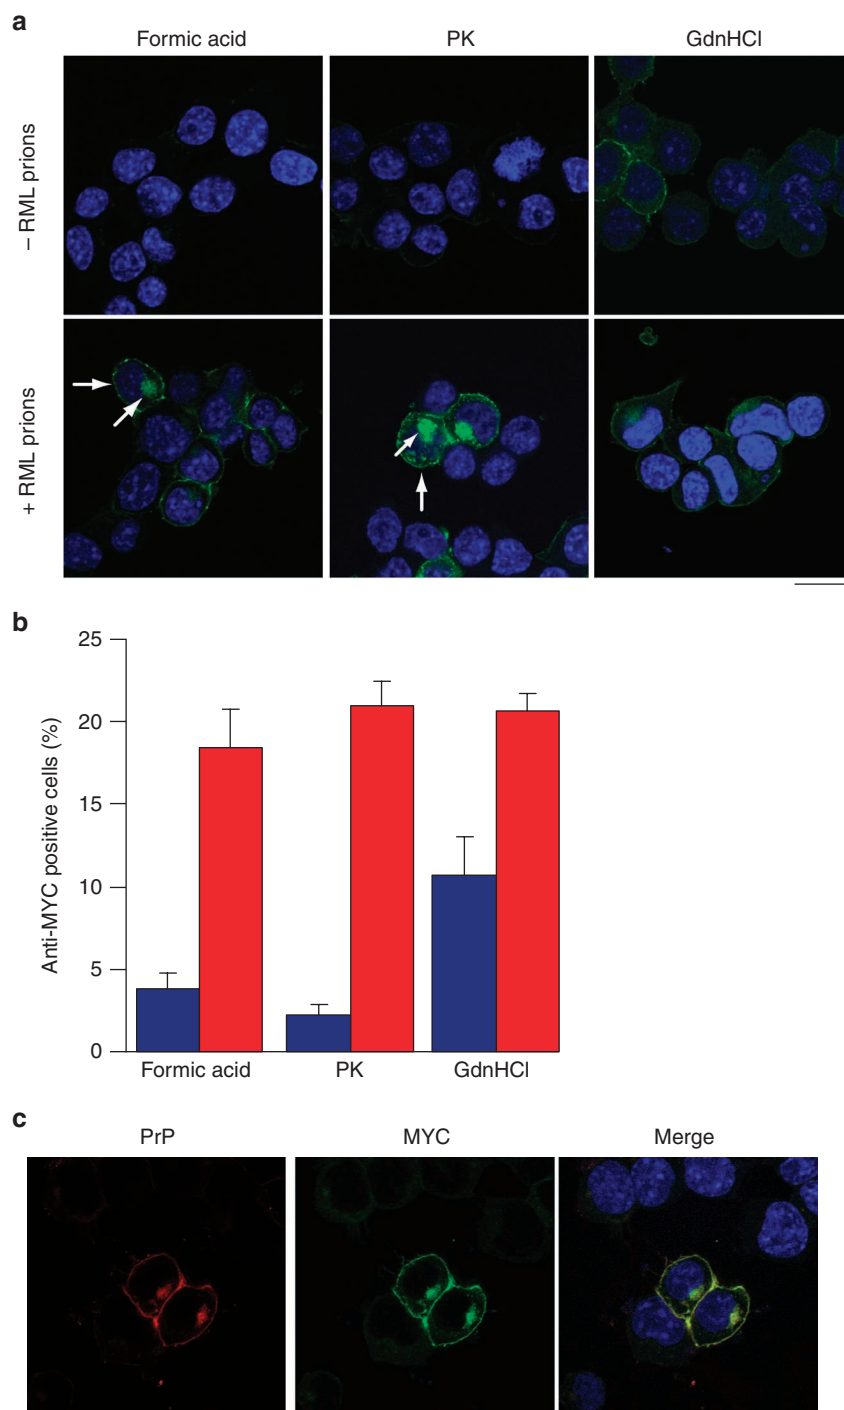 a
Formic acid PK GdnHCl
– RML prions
+ RML prions
b
Anti-MYC positive cells (%)
25
20
15
10
5
0
Formic acid PK GdnHCl
c
PrP MYC Merge